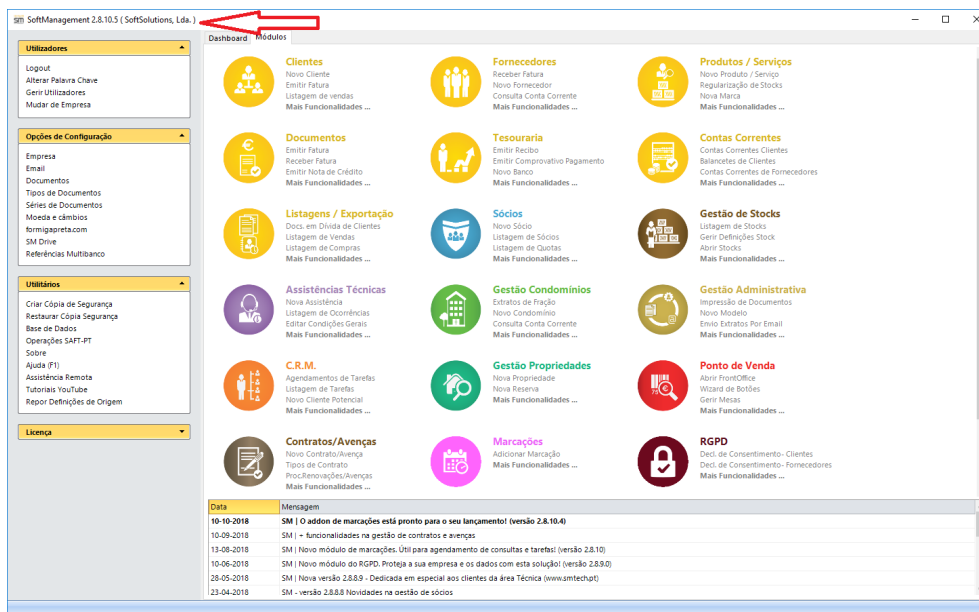 SM SoftManagement 2.8.10.5 ( SoftSolutions, Lda. )
Utilizadores
Logout
Alterar Palavra Chave
Gerir Utilizadores
Mudar de Empresa
Opções de Configuração
Empresa
Email
Documentos
Tipos de Documentos
Séries de Documentos
Moeda e câmbios
formigapreta.com
SM Drive
Referências Multibanco
Utilitários
Criar Cópia de Segurança
Restaurar Cópia Segurança
Base de Dados
Operações SAFT-PT
Sobre
Ajuda (F1)
Assistência Remota
Tutoriais YouTube
Repor Definições de Origem
Licença
Dashboard Módulos
Clientes
Novo Cliente
Emitir Fatura
Listagem de vendas
Mais Funcionalidades ...
Fornecedores
Receber Fatura
Novo Fornecedor
Consulta Conta Corrente
Mais Funcionalidades ...
Produtos / Serviços
Novo Produto / Serviço
Regularização de Stocks
Nova Marca
Mais Funcionalidades ...
Documentos
Emitir Fatura
Receber Fatura
Emitir Nota de Crédito
Mais Funcionalidades ...
Tesouraria
Emitir Recibo
Emitir Comprovativo Pagamento
Novo Banco
Mais Funcionalidades ...
Contas Correntes
Contas Correntes Clientes
Balancetes de Clientes
Contas Correntes de Fornecedores
Mais Funcionalidades ...
Listagens / Exportação
Docs. em Dívida de Clientes
Listagem de Vendas
Listagem de Compras
Mais Funcionalidades ...
Sócios
Novo Sócio
Listagem de Sócios
Listagem de Quotas
Mais Funcionalidades ...
Gestão de Stocks
Listagem de Stocks
Gerir Definições Stock
Abrir Stocks
Mais Funcionalidades ...
Assistências Técnicas
Nova Assistência
Listagem de Ocorrências
Editar Condições Gerais
Mais Funcionalidades ...
Gestão Condomínios
Extratos de Fração
Novo Condomínio
Consulta Conta Corrente
Mais Funcionalidades ...
Gestão Administrativa
Impressão de Documentos
Novo Modelo
Envio Extratos Por Email
Mais Funcionalidades ...
C.R.M.
Agendamentos de Tarefas
Listagem de Tarefas
Novo Cliente Potencial
Mais Funcionalidades ...
Gestão Propriedades
Nova Propriedade
Nova Reserva
Mais Funcionalidades ...
Ponto de Venda
Abrir FrontOffice
Wizard de Botões
Gerir Mesas
Mais Funcionalidades ...
Contratos/Avenças
Novo Contrato/Avença
Tipos de Contrato
Proc.Renovações/Avenças
Mais Funcionalidades ...
Marcações
Adicionar Marcação
Mais Funcionalidades ...
RGPD
Decl. de Consentimento- Clientes
Decl. de Consentimento- Fornecedores
Mais Funcionalidades ...
Data Mensagem
10-10-2018 SM | O addon de marcações está pronto para o seu lançamento! (versão 2.8.10.4)
10-09-2018 SM | + funcionalidades na gestão de contratos e avenças
13-08-2018 SM | Novo módulo de marcações. Útil para agendamento de consultas e tarefas! (versão 2.8.10)
10-06-2018 SM | Novo módulo do RGPD. Proteja a sua empresa e os dados com esta solução! (versão 2.8.9.0)
28-05-2018 SM | Nova versão 2.8.8.9 - Dedicada em especial aos clientes da área Técnica (www.smtech.pt)
23-04-2018 SM - versão 2.8.8.8 Novidades na gestão de sócios